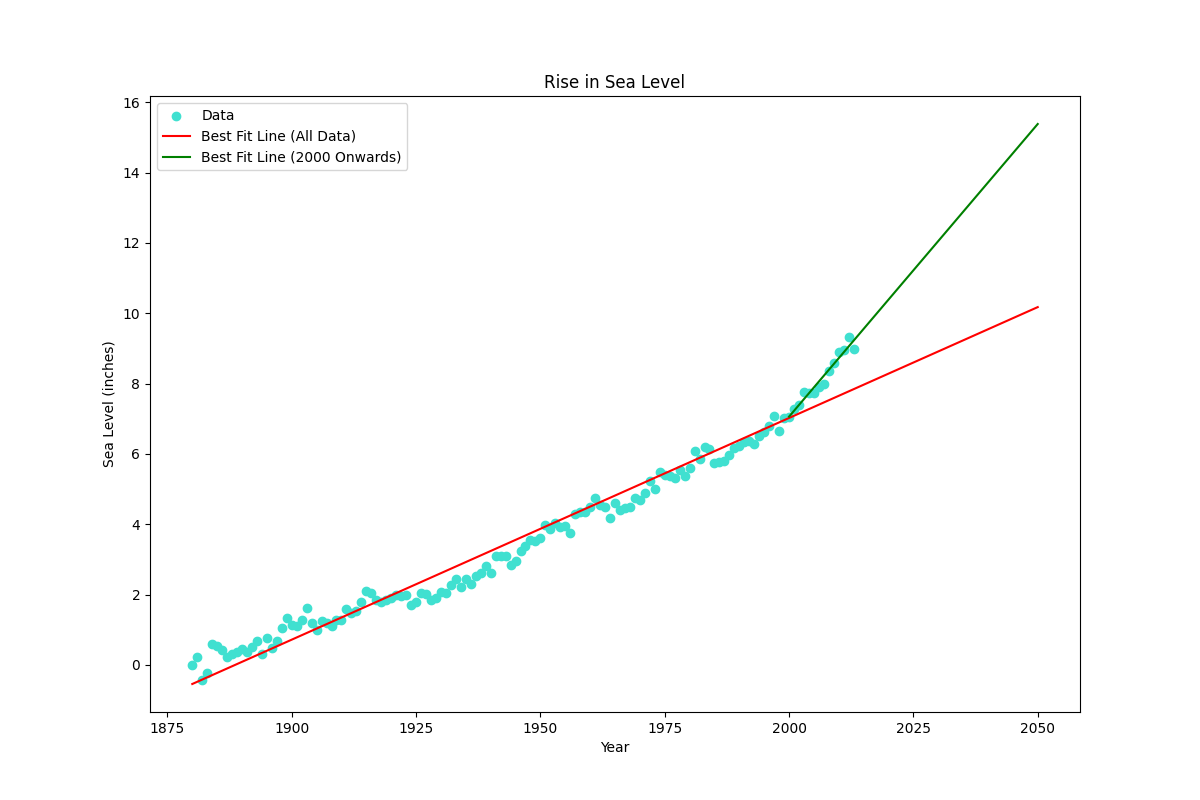 Rise in Sea Level
Data
Best Fit Line (All Data)
Best Fit Line (2000 Onwards)
Sea Level (inches)
16
14
12
10
8
6
4
2
0
1875 1900 1925 1950 1975 2000 2025 2050
Year